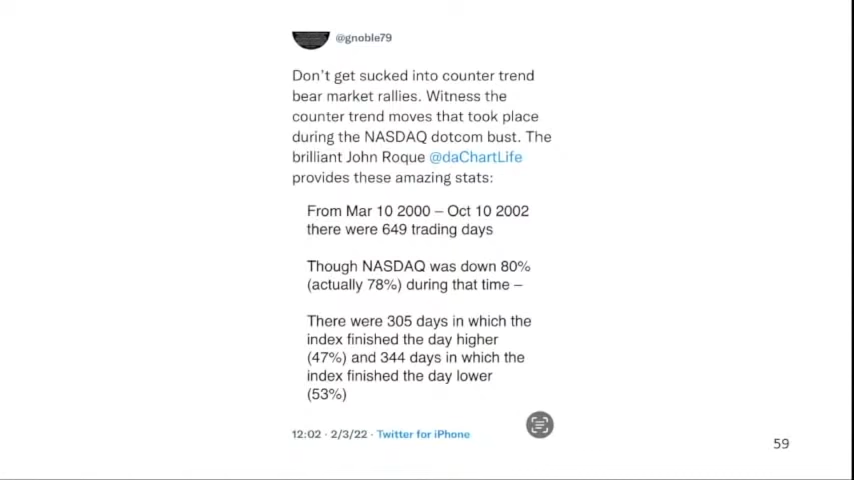 @gnoble79
Don't get sucked into counter trend
bear market rallies. Witness the
counter trend moves that took place
during the NASDAQ dotcom bust. The
brilliant John Roque @daChartLife
provides these amazing stats:
From Mar 10 2000 – Oct 10 2002
there were 649 trading days
Though NASDAQ was down 80%
(actually 78%) during that time –
There were 305 days in which the
index finished the day higher
(47%) and 344 days in which the
index finished the day lower
(53%)
12:02 · 2/3/22 · Twitter for iPhone
59